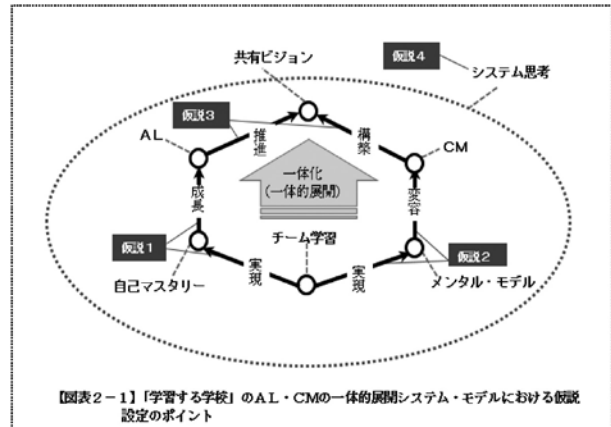 共有ビジョン
仮説4
システム思考
仮説3
AL
推進
構築
CM
一体化
(一体的展開)
成長
変容
仮説1
チーム学習
仮説2
自己マスタリー
実現
実現
メンタル・モデル
【図表2-1】「学習する学校」のAL・CMの一体的展開システム・モデルにおける仮説
設定のポイント